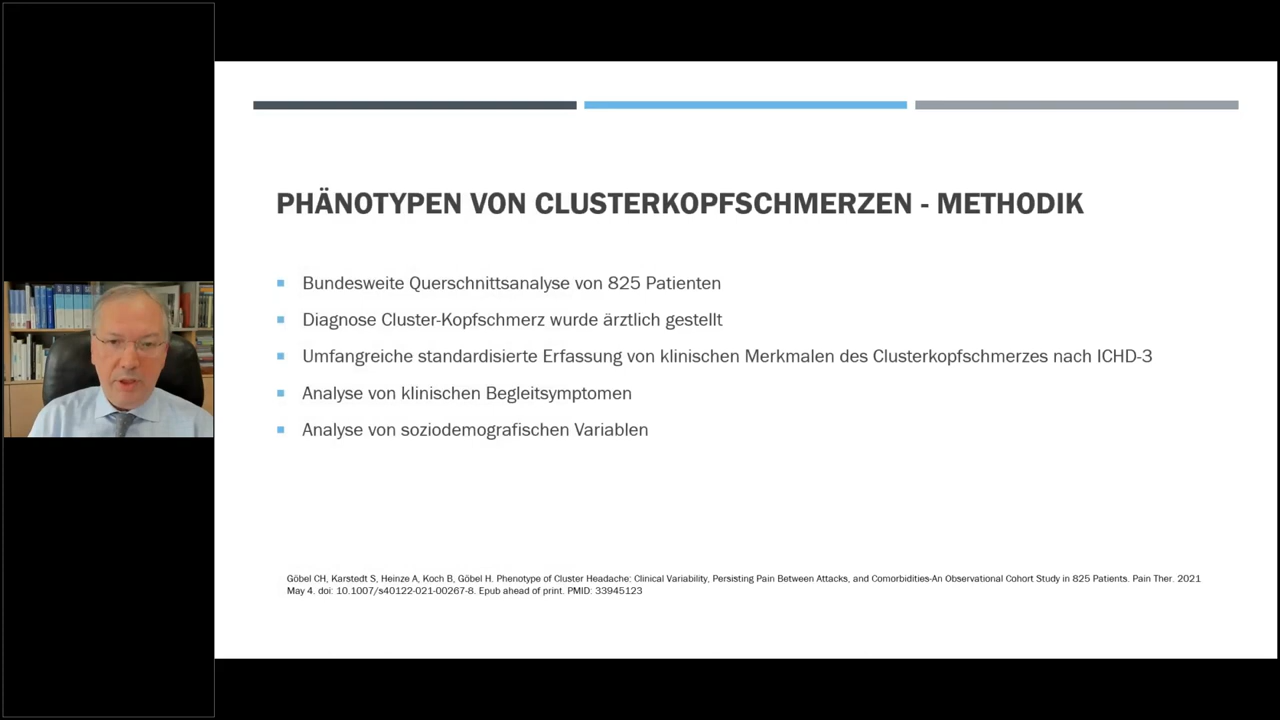 PHÄNOTYPEN VON CLUSTERKOPFSCHMERZEN - METHODIK
Bundesweite Querschnittsanalyse von 825 Patienten
Diagnose Cluster-Kopfschmerz wurde ärztlich gestellt
Umfangreiche standardisierte Erfassung von klinischen Merkmalen des Clusterkopfschmerzes nach ICHD-3
Analyse von klinischen Begleitsymptomen
Analyse von soziodemografischen Variablen
Göbel CH, Karstedt S, Heinze A, Koch B, Göbel H. Phenotype of Cluster Headache: Clinical Variability, Persisting Pain Between Attacks, and Comorbidities-An Observational Cohort Study in 825 Patients. Pain Ther. 2021
May 4. doi: 10.1007/s40122-021-00267-8. Epub ahead of print. PMID: 33945123